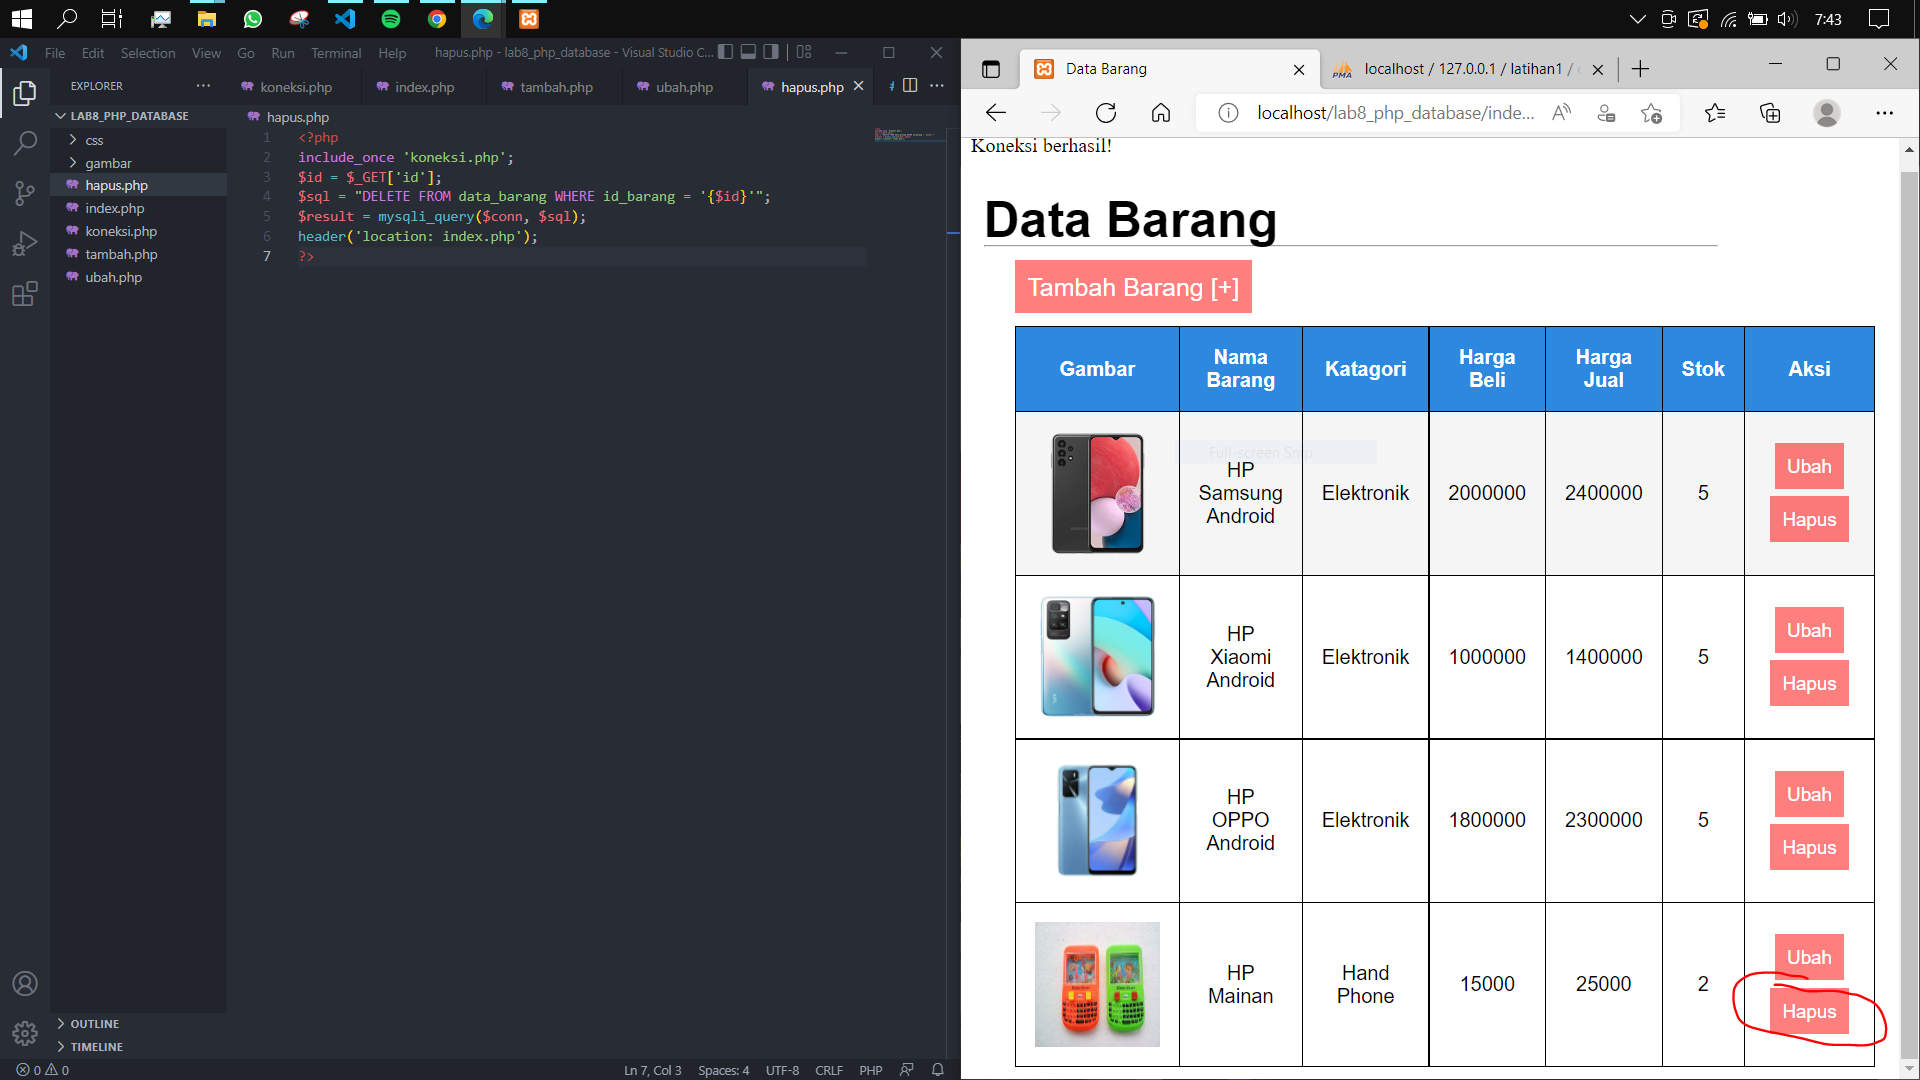 7:43
File Edit Selection View Go Run Terminal Help hapus.php - lab8_php_database - Visual Studio C...
EXPLORER
koneksi.php index.php tambah.php ubah.php hapus.php
LAB8_PHP_DATABASE
css
gambar
hapus.php
index.php
koneksi.php
tambah.php
ubah.php
OUTLINE
TIMELINE
hapus.php
1 <?php
2 include_once 'koneksi.php';
3 $id = $_GET['id'];
4 $sql = "DELETE FROM data_barang WHERE id_barang = '{$id}'";
5 $result = mysqli_query($conn, $sql);
6 header('location: index.php');
7 ?>
0 0 Ln 7, Col 3 Spaces: 4 UTF-8 CRLF PHP
Data Barang PMA localhost / 127.0.0.1 / latihan1 /
localhost/lab8_php_database/inde...
Koneksi berhasil!
Data Barang
Tambah Barang [+]
Gambar Nama Barang Katagori Harga Beli Harga Jual Stok Aksi
Full-screen Snip
HP Samsung Android Elektronik 2000000 2400000 5 Ubah Hapus
HP Xiaomi Android Elektronik 1000000 1400000 5 Ubah Hapus
HP OPPO Android Elektronik 1800000 2300000 5 Ubah Hapus
HP Mainan Hand Phone 15000 25000 2 Ubah Hapus